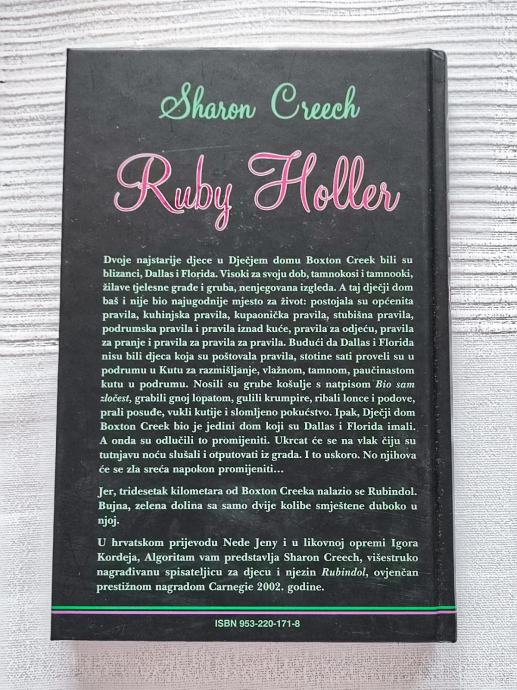 Sharon Creech
Ruby Holler
Dvoje najstarije djece u Dječjem domu Boxton Creek bili su
blizanci, Dallas i Florida. Visoki za svoju dob, tamnokosi i tamnooki,
žilave tjelesne građe i gruba, nenjegovana izgleda. A taj dječji dom
baš i nije bio najugodnije mjesto za život: postojala su općenita
pravila, kuhinjska pravila, kupaonička pravila, stubišna pravila,
podrumska pravila i pravila iznad kuće, pravila za odjeću, pravila
za pranje i pravila za pravila za pravila. Budući da Dallas i Florida
nisu bili djeca koja su poštovala pravila, stotine sati proveli su u
podrumu u Kutu za razmišljanje, vlažnom, tamnom, paučinastom
kutu u podrumu. Nosili su grube košulje s natpisom Bio sam
zločest, grabili gnoj lopatom, gulili krumpire, ribali lonce i podove,
prali posuđe, vukli kutije i slomljeno pokućstvo. Ipak, Dječji dom
Boxton Creek bio je jedini dom koji su Dallas i Florida imali.
A onda su odlučili to promijeniti. Ukrcat će se na vlak čiju su
tutnjavu noću slušali i otputovati iz grada. I to uskoro. No njihova
će se zla sreća napokon promijeniti...
Jer, tridesetak kilometara od Boxton Creeka nalazio se Rubindol.
Bujna, zelena dolina sa samo dvije kolibe smještene duboko u
njoj.
U hrvatskom prijevodu Nede Jeny i u likovnoj opremi Igora
Kordeja, Algoritam vam predstavlja Sharon Creech, višestruko
nagrađivanu spisateljicu za djecu i njezin Rubindol, ovjenčan
prestižnom nagradom Carnegie 2002. godine.
ISBN 953-220-171-8